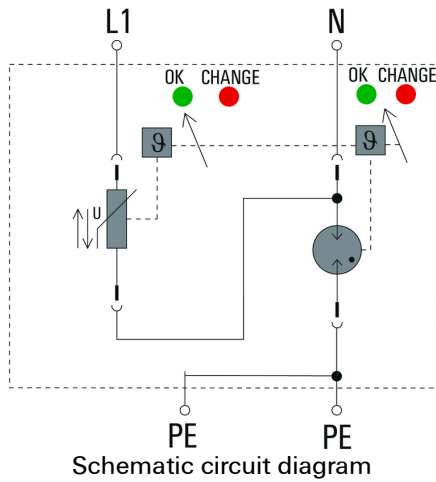 L1 N
OK CHANGE OK CHANGE
ϑ ϑ
U
PE PE
Schematic circuit diagram